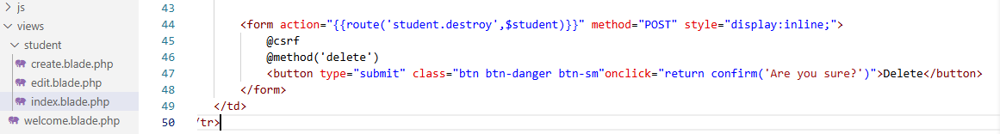 js
views
student
create.blade.php
edit.blade.php
index.blade.php
welcome.blade.php
43
44 <form action="{{route('student.destroy',$student)}}" method="POST" style="display:inline;">
45 @csrf
46 @method('delete')
47 <button type="submit" class="btn btn-danger btn-sm"onclick="return confirm('Are you sure?')">Delete</button>
48 </form>
49 </td>
50 /tr>